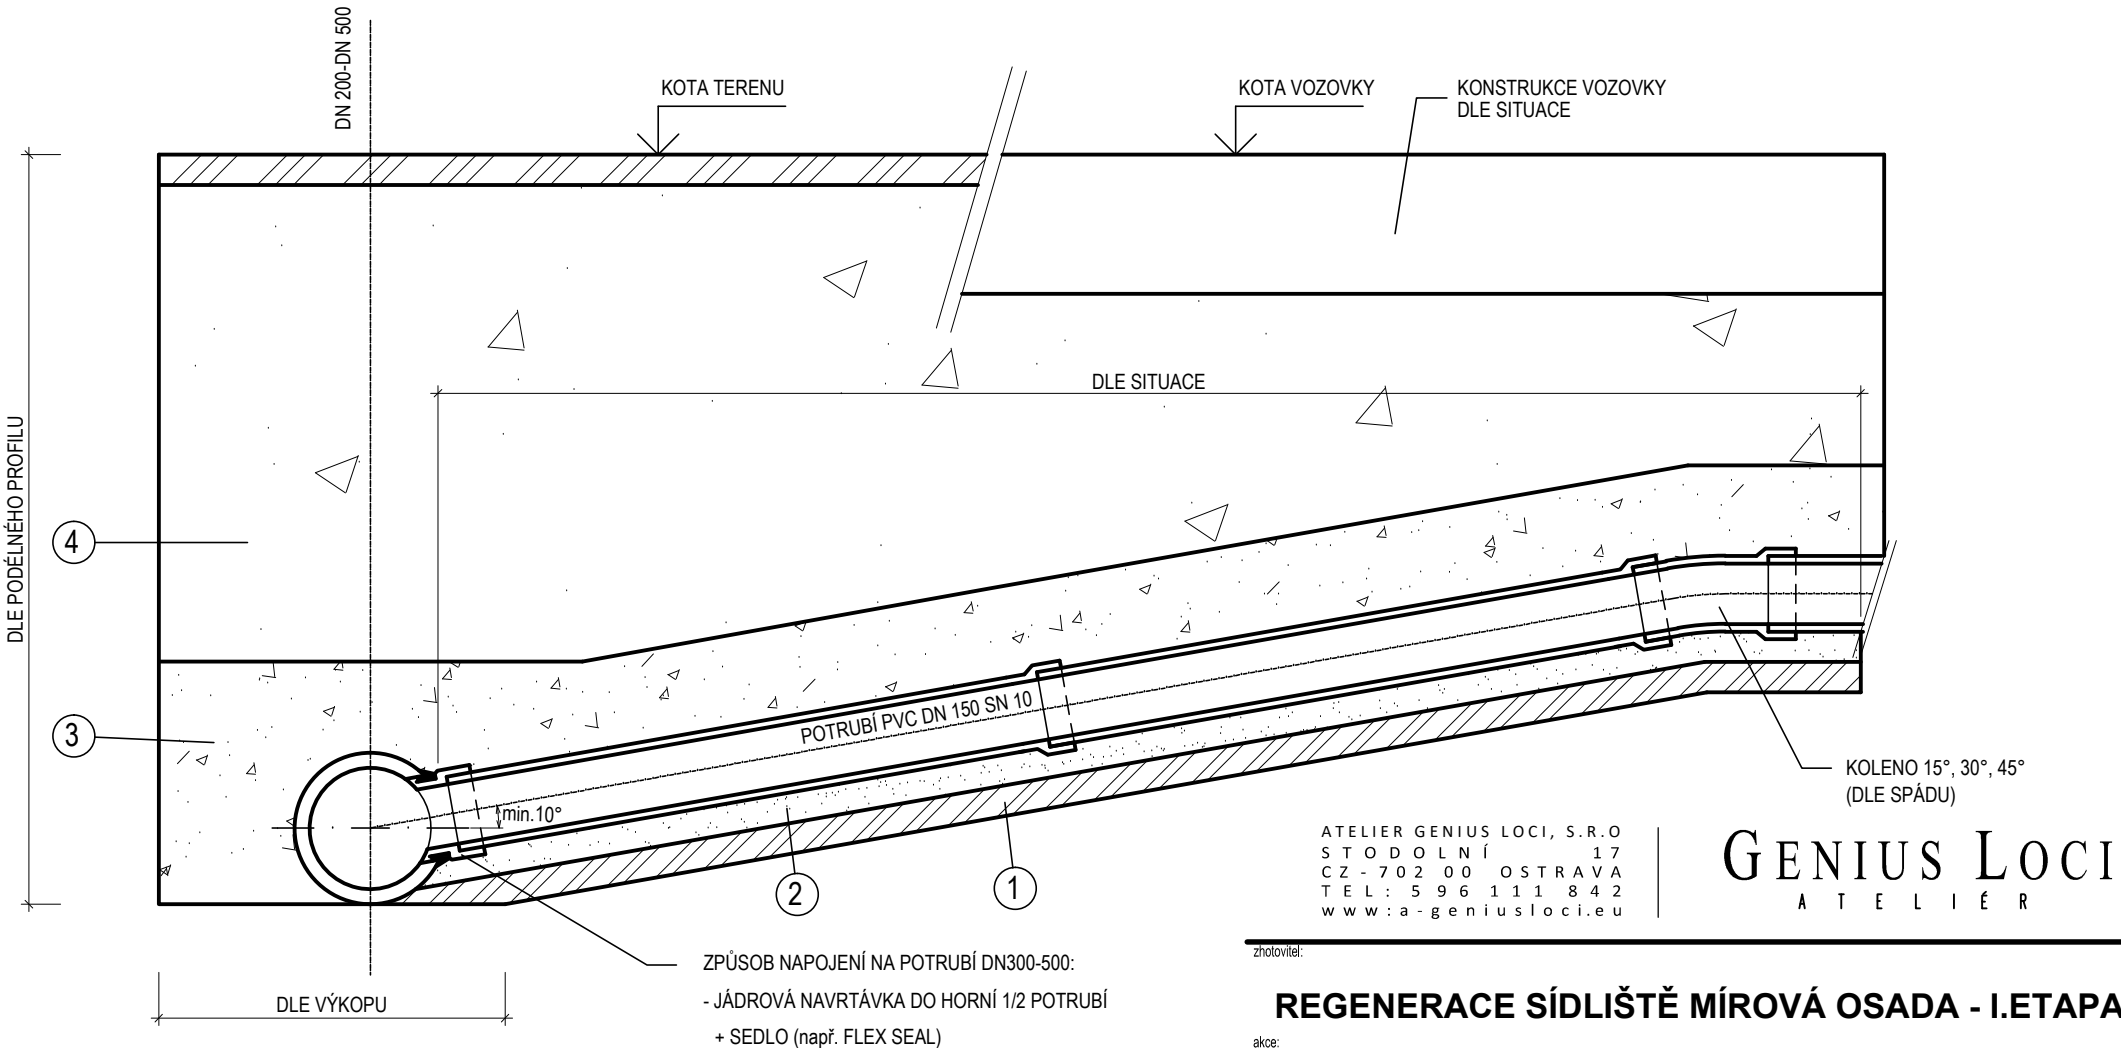 DN 200-DN 500
KOTA TERENU
KOTA VOZOVKY
KONSTRUKCE VOZOVKY
DLE SITUACE
DLE SITUACE
DLE PODÉLNÉHO PROFILU
4
3
POTRUBÍ PVC DN 150 SN 10
min.10°
2
1
KOLENO 15°, 30°, 45°
(DLE SPÁDU)
ZPŮSOB NAPOJENÍ NA POTRUBÍ DN300-500:
- JÁDROVÁ NAVRTÁVKA DO HORNÍ 1/2 POTRUBÍ
+ SEDLO (např. FLEX SEAL)
DLE VÝKOPU
ATELIER GENIUS LOCI, S.R.O
STODOLNÍ 17
CZ-702 00 OSTRAVA
TEL: 596 111 842
www:a-geniusloci.eu
GENIUS LOCI
ATELIÉR
zhotovitel:
REGENERACE SÍDLIŠTĚ MÍROVÁ OSADA - I.ETAPA
akce: